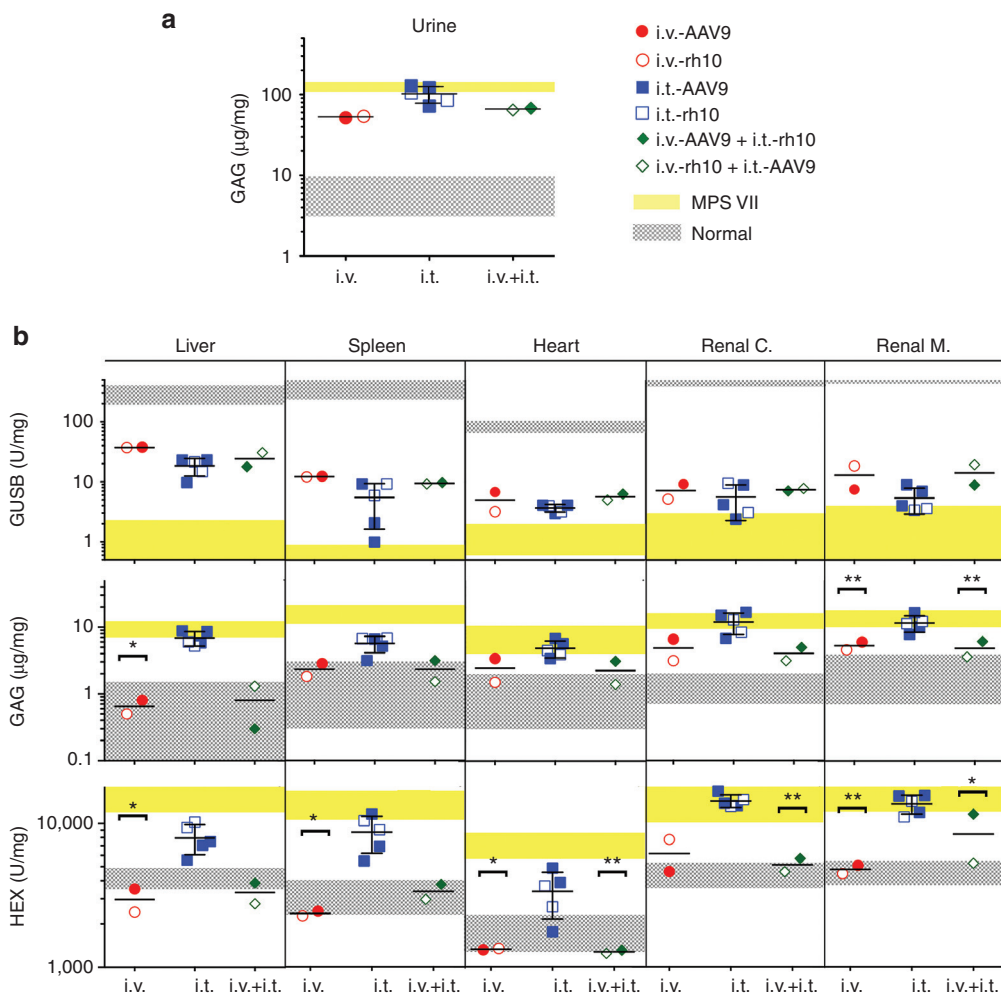 a
Urine
GAG (μg/mg)
100
10
1
i.v.
i.t.
i.v.+i.t.
i.v.-AAV9
i.v.-rh10
i.t.-AAV9
i.t.-rh10
i.v.-AAV9 + i.t.-rh10
i.v.-rh10 + i.t.-AAV9
MPS VII
Normal
b
Liver Spleen Heart Renal C. Renal M.
GUSB (U/mg)
100
10
1
GAG (μg/mg)
10
1
0.1
* ** **
HEX (U/mg)
10,000
1,000
* * * ** ** ** *
i.v. i.t. i.v.+i.t. i.v. i.t. i.v.+i.t. i.v. i.t. i.v.+i.t. i.v. i.t. i.v.+i.t. i.v. i.t. i.v.+i.t.